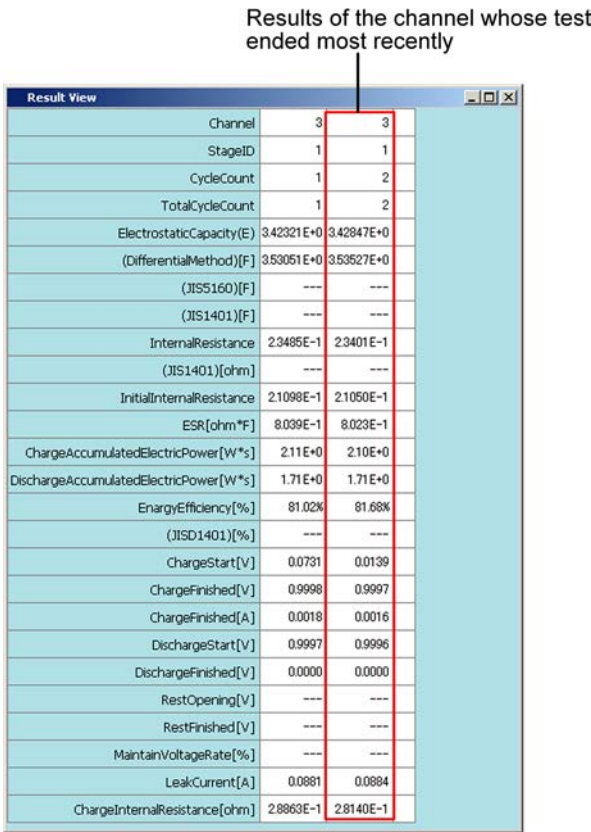 Results of the channel whose test
ended most recently
Result View
Channel 3 3
StageID 1 1
CycleCount 1 2
TotalCycleCount 1 2
ElectrostaticCapacity(E) 3.42321E+0 3.42847E+0
(DifferentialMethod)[F] 3.53051E+0 3.53527E+0
(JIS5160)[F] --- ---
(JIS1401)[F] --- ---
InternalResistance 2.3485E-1 2.3401E-1
(JIS1401)[ohm] --- ---
InitialInternalResistance 2.1098E-1 2.1050E-1
ESR[ohm*F] 8.039E-1 8.023E-1
ChargeAccumulatedElectricPower[W*s] 2.11E+0 2.10E+0
DischargeAccumulatedElectricPower[W*s] 1.71E+0 1.71E+0
EnargyEfficiency[%] 81.02% 81.68%
(JISD1401)[%] --- ---
ChargeStart[V] 0.0731 0.0139
ChargeFinished[V] 0.9998 0.9997
ChargeFinished[A] 0.0018 0.0016
DischargeStart[V] 0.9997 0.9996
DischargeFinished[V] 0.0000 0.0000
RestOpening[V] --- ---
RestFinished[V] --- ---
MaintainVoltageRate[%] --- ---
LeakCurrent[A] 0.0881 0.0884
ChargeInternalResistance[ohm] 2.8863E-1 2.8140E-1